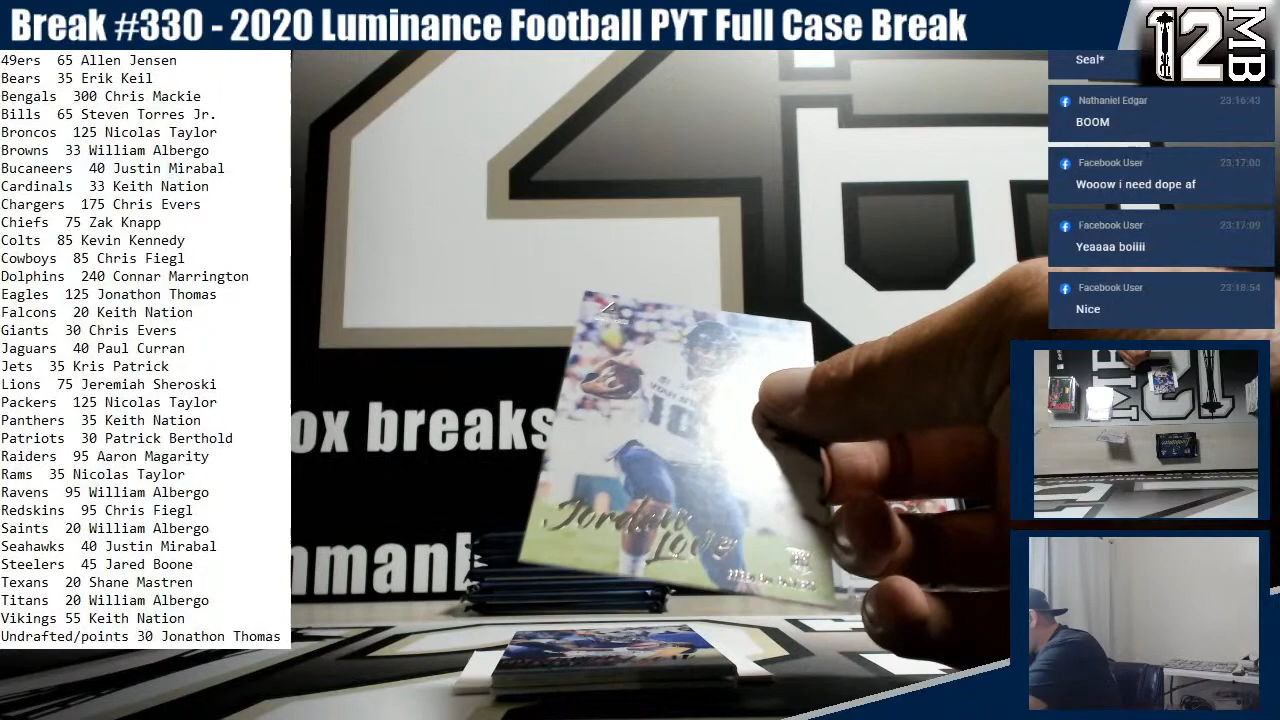 Break #330 - 2020 Luminance Football PYT Full Case Break
12
MB
49ers 65 Allen Jensen
Bears 35 Erik Keil
Bengals 300 Chris Mackie
Bills 65 Steven Torres Jr.
Broncos 125 Nicolas Taylor
Browns 33 William Albergo
Bucaneers 40 Justin Mirabal
Cardinals 33 Keith Nation
Chargers 175 Chris Evers
Chiefs 75 Zak Knapp
Colts 85 Kevin Kennedy
Cowboys 85 Chris Fiegl
Dolphins 240 Connar Marrington
Eagles 125 Jonathon Thomas
Falcons 20 Keith Nation
Giants 30 Chris Evers
Jaguars 40 Paul Curran
Jets 35 Kris Patrick
Lions 75 Jeremiah Sheroski
Packers 125 Nicolas Taylor
Panthers 35 Keith Nation
Patriots 30 Patrick Berthold
Raiders 95 Aaron Magarity
Rams 35 Nicolas Taylor
Ravens 95 William Albergo
Redskins 95 Chris Fiegl
Saints 20 William Albergo
Seahawks 40 Justin Mirabal
Steelers 45 Jared Boone
Texans 20 Shane Mastren
Titans 20 William Albergo
Vikings 55 Keith Nation
Undrafted/points 30 Jonathon Thomas
Seal*
Nathaniel Edgar 23:16:43
BOOM
Facebook User 23:17:00
Wooow i need dope af
Facebook User 23:17:09
Yeaaaa boiiii
Facebook User 23:18:54
Nice
ox breaks
Jordan
Love
10